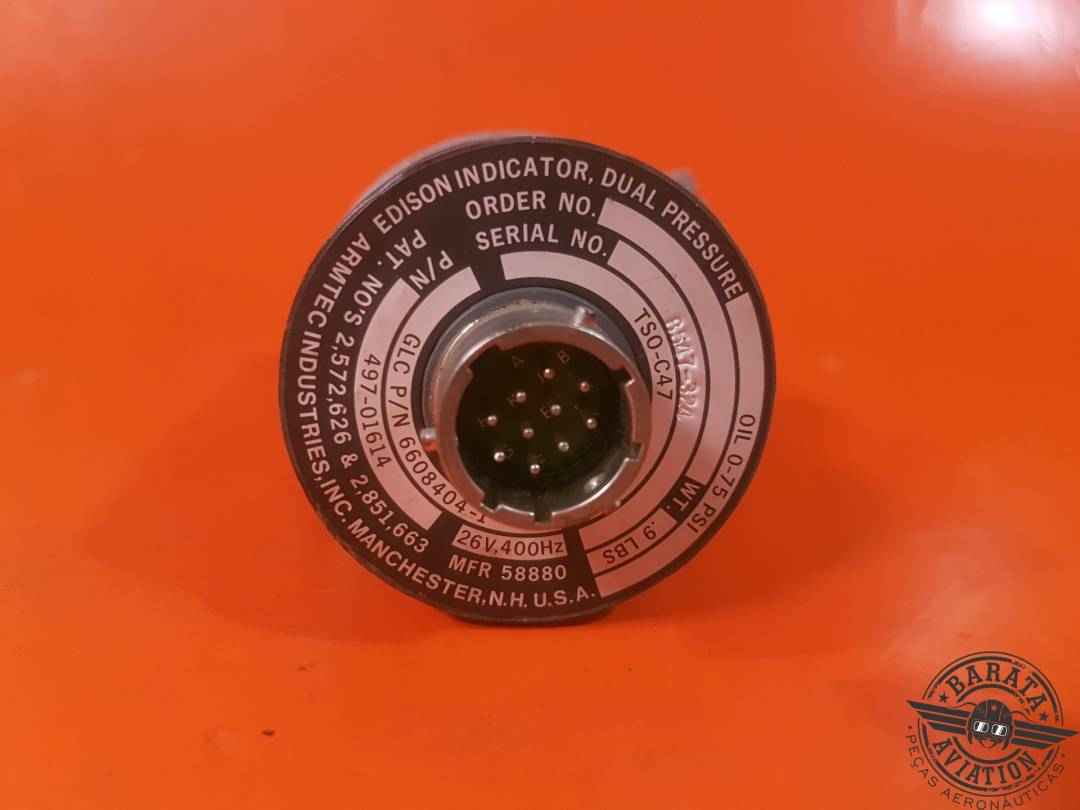 EDISON INDICATOR, DUAL PRESSURE
OIL 0-75 PSI
ORDER NO.
SERIAL NO.
TSO-C47
WT. .9 LBS
P/N 497-01614
GLC P/N 6608404-1
PAT. NO'S 2,572,626 & 2,851,663
ARMTEC INDUSTRIES, INC. MANCHESTER, N.H. U.S.A.
26V, 400Hz
MFR 58880
A B
BARATA
AVIATION
•PEÇAS AERONÁUTICAS•